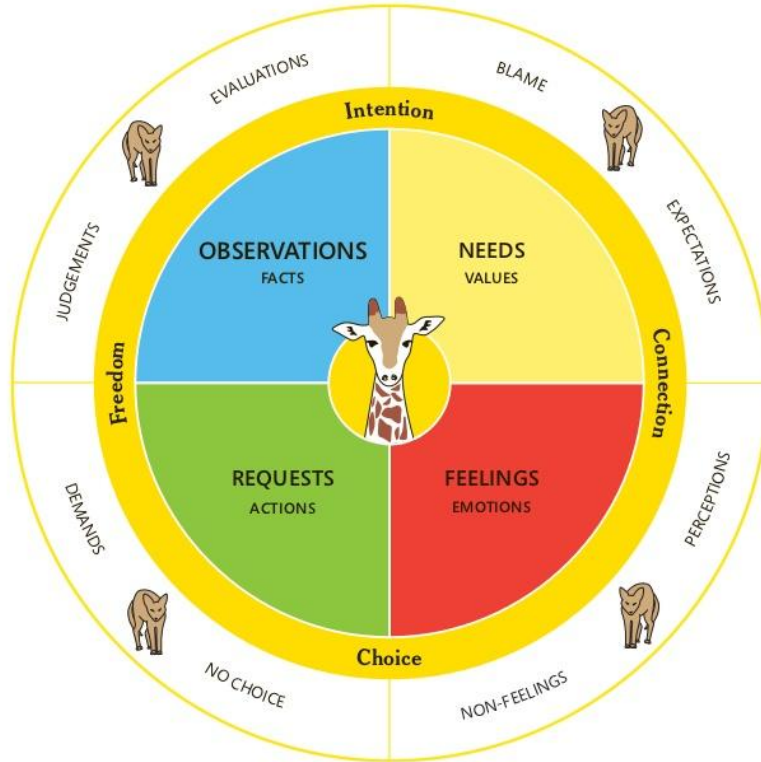 EVALUATIONS
BLAME
Intention
JUDGEMENTS
EXPECTATIONS
OBSERVATIONS
FACTS
NEEDS
VALUES
Freedom
Connection
REQUESTS
ACTIONS
FEELINGS
EMOTIONS
DEMANDS
PERCEPTIONS
Choice
NO CHOICE
NON-FEELINGS